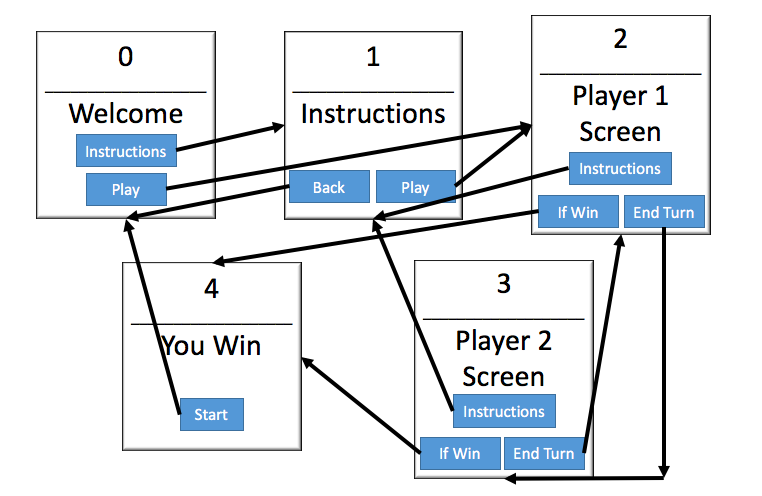 0
Welcome
Instructions
Play
1
Instructions
Back
Play
2
Player 1
Screen
Instructions
If Win
End Turn
4
You Win
Start
3
Player 2
Screen
Instructions
If Win
End Turn